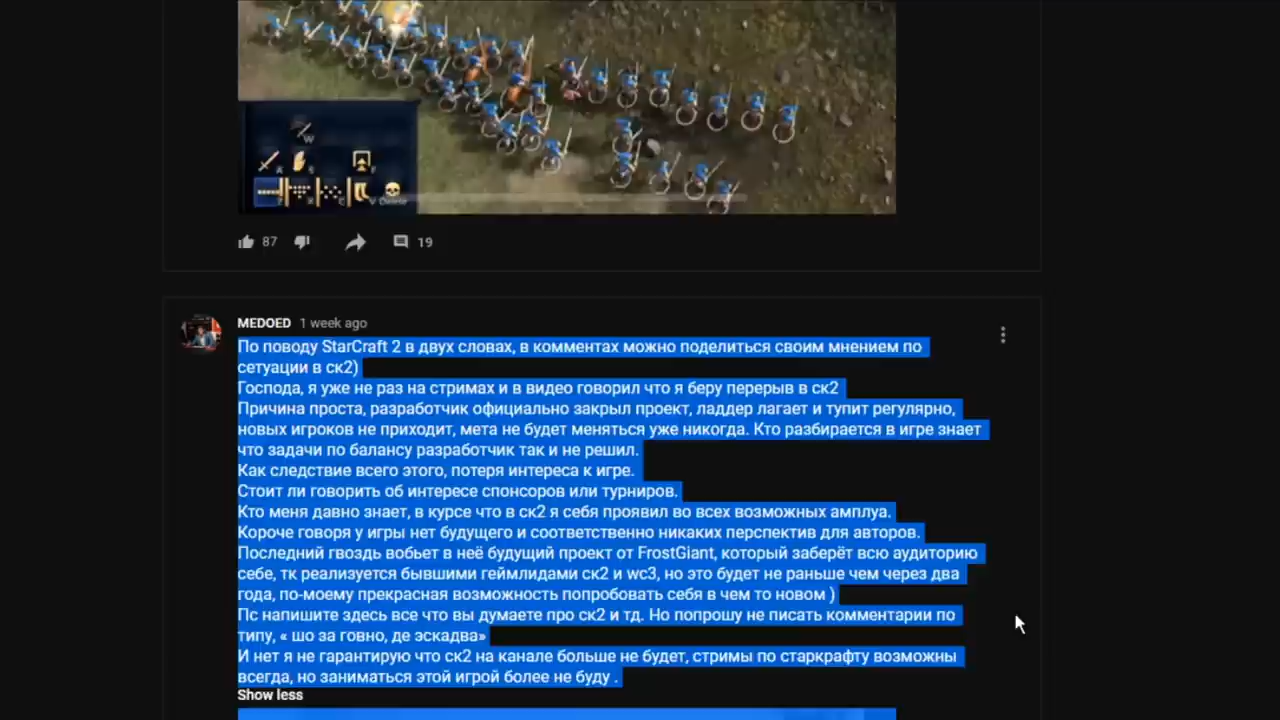 W
A S F
X C V Delete
87 19
MEDOED 1 week ago
По поводу StarCraft 2 в двух словах, в комментах можно поделиться своим мнением по
сетуации в ск2)
Господа, я уже не раз на стримах и в видео говорил что я беру перерыв в ск2
Причина проста, разработчик официально закрыл проект, ладдер лагает и тупит регулярно,
новых игроков не приходит, мета не будет меняться уже никогда. Кто разбирается в игре знает
что задачи по балансу разработчик так и не решил.
Как следствие всего этого, потеря интереса к игре.
Стоит ли говорить об интересе спонсоров или турниров.
Кто меня давно знает, в курсе что в ск2 я себя проявил во всех возможных амплуа.
Короче говоря у игры нет будущего и соответственно никаких перспектив для авторов.
Последний гвоздь вобьет в неё будущий проект от FrostGiant, который заберёт всю аудиторию
себе, тк реализуется бывшими геймлидами ск2 и wc3, но это будет не раньше чем через два
года, по-моему прекрасная возможность попробовать себя в чем то новом )
Пс напишите здесь все что вы думаете про ск2 и тд. Но попрошу не писать комментарии по
типу, « шо за говно, де эскадва»
И нет я не гарантирую что ск2 на канале больше не будет, стримы по старкрафту возможны
всегда, но заниматься этой игрой более не буду .
Show less